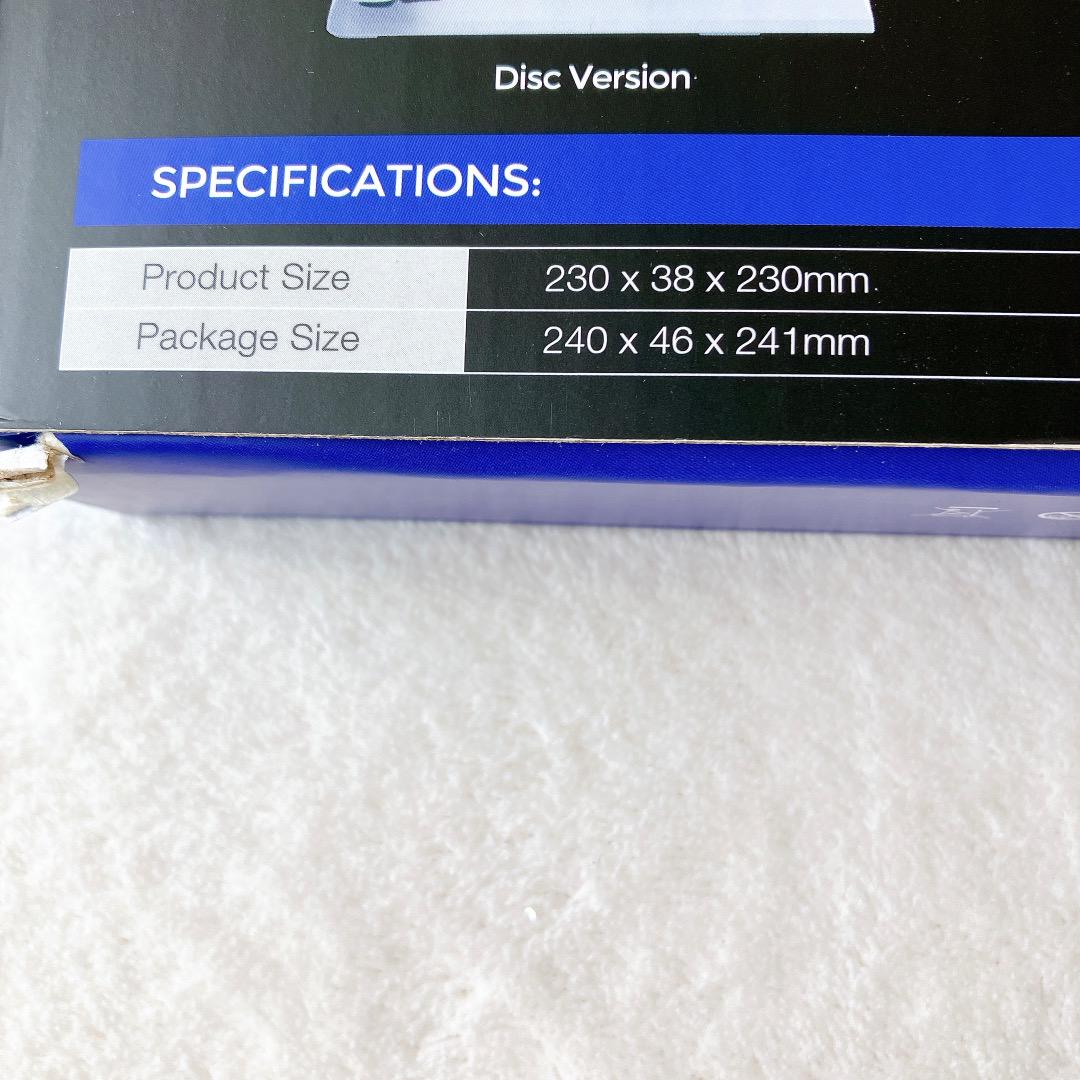 Disc Version
SPECIFICATIONS:
Product Size 230 x 38 x 230mm
Package Size 240 x 46 x 241mm